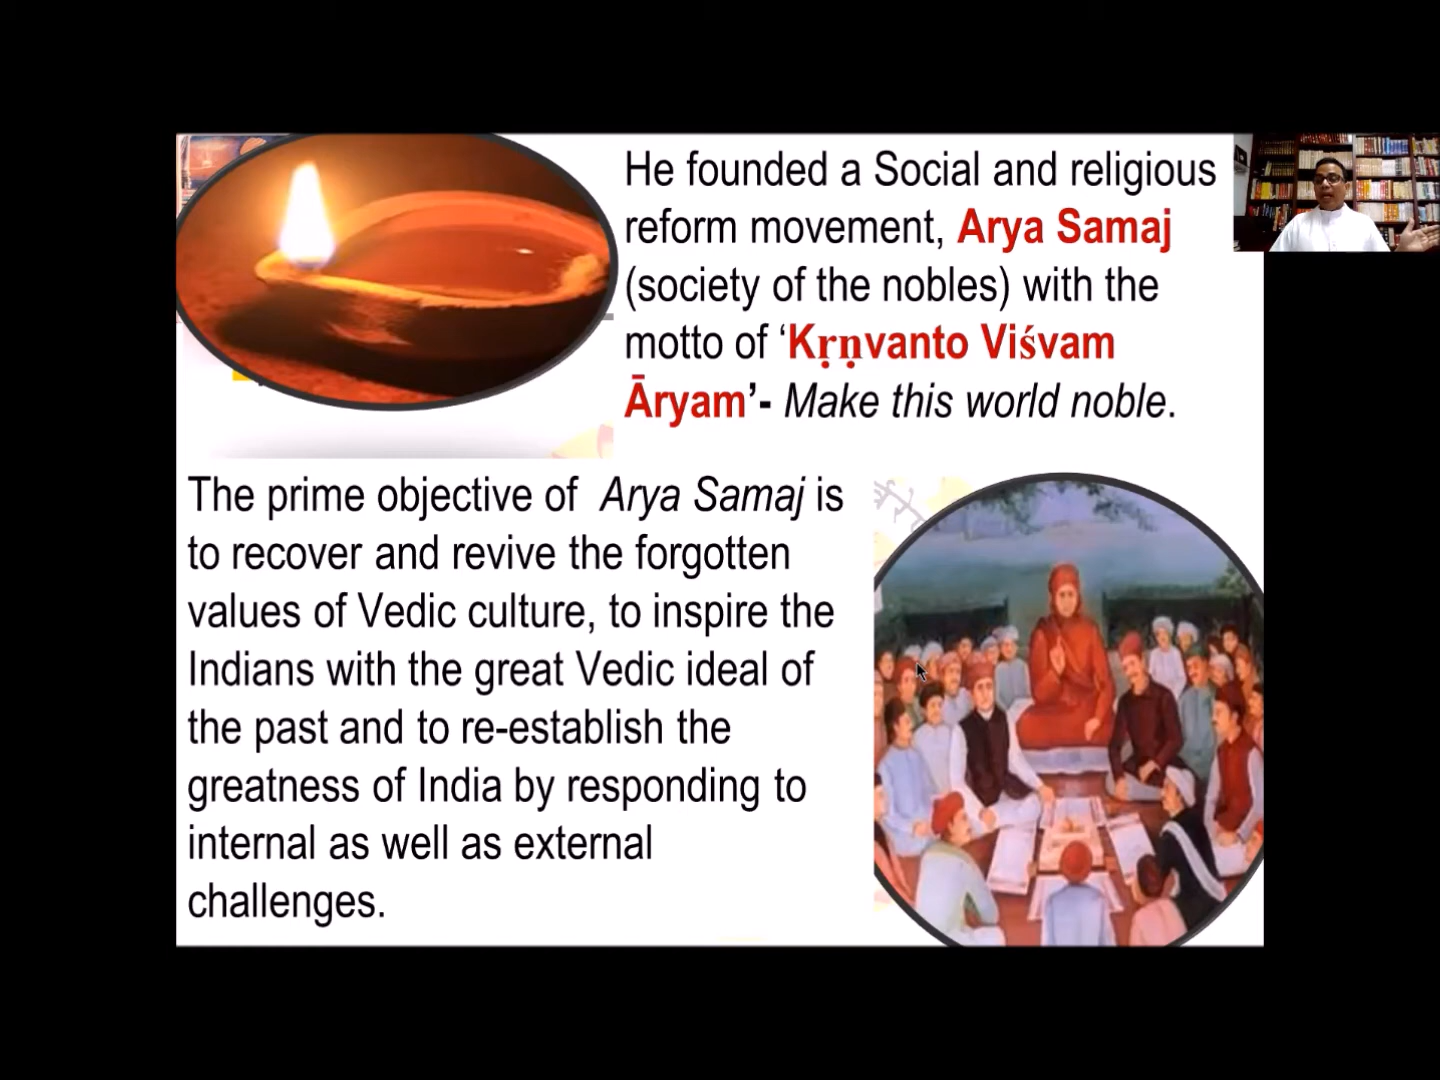 He founded a Social and religious
reform movement, Arya Samaj
(society of the nobles) with the
motto of ‘Kṛṇvanto Viśvam
Āryam’- Make this world noble.
The prime objective of Arya Samaj is
to recover and revive the forgotten
values of Vedic culture, to inspire the
Indians with the great Vedic ideal of
the past and to re-establish the
greatness of India by responding to
internal as well as external
challenges.